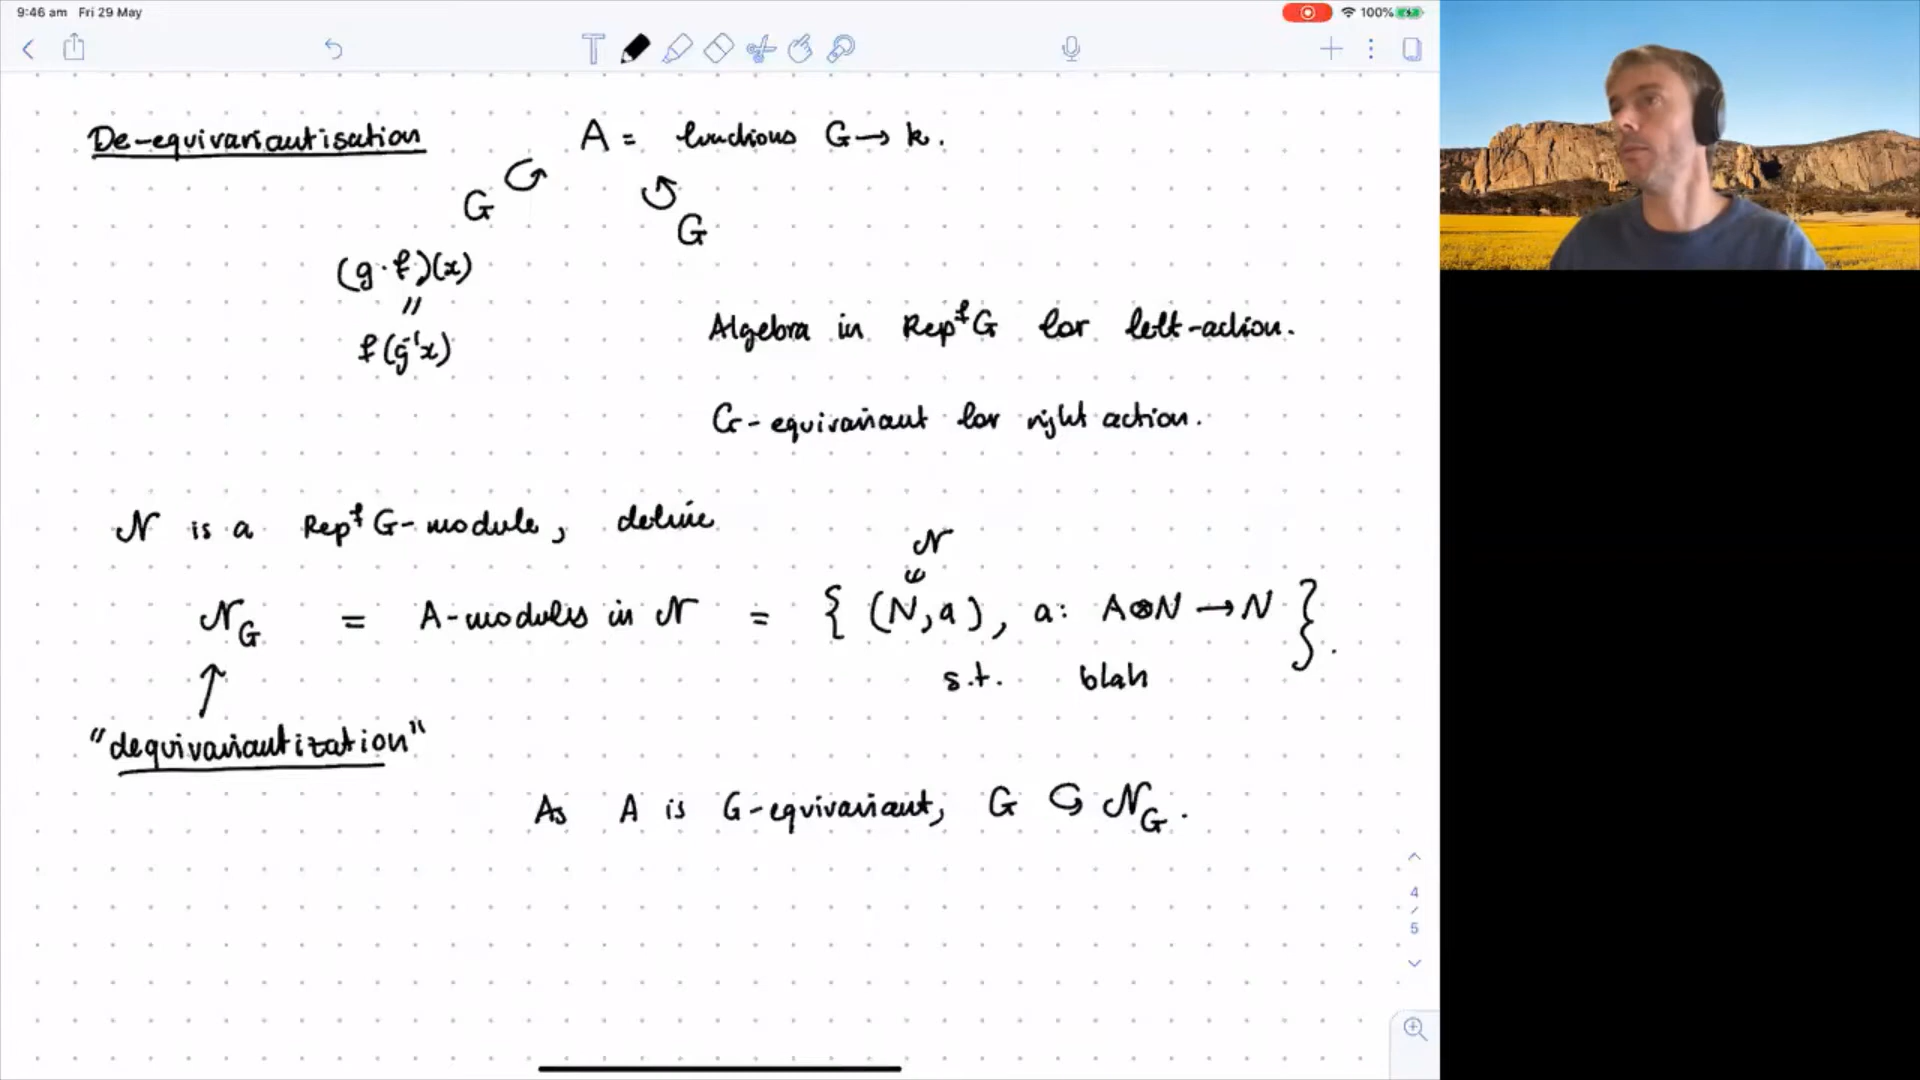 9:46 am Fri 29 May
100%
De-equivariantisation A = functions G → k.
G G
(g·f)(x)
=
f(g⁻¹x)
Algebra in Rep^f G for left-action.
G-equivariant for right action.
N is a Rep^f G-module, define
N_G = A-modules in N = { (N, a), a: A⊗N → N }.
N
s.t. blah
"dequivariantization"
As A is G-equivariant, G ↻ N_G.
4
/
5